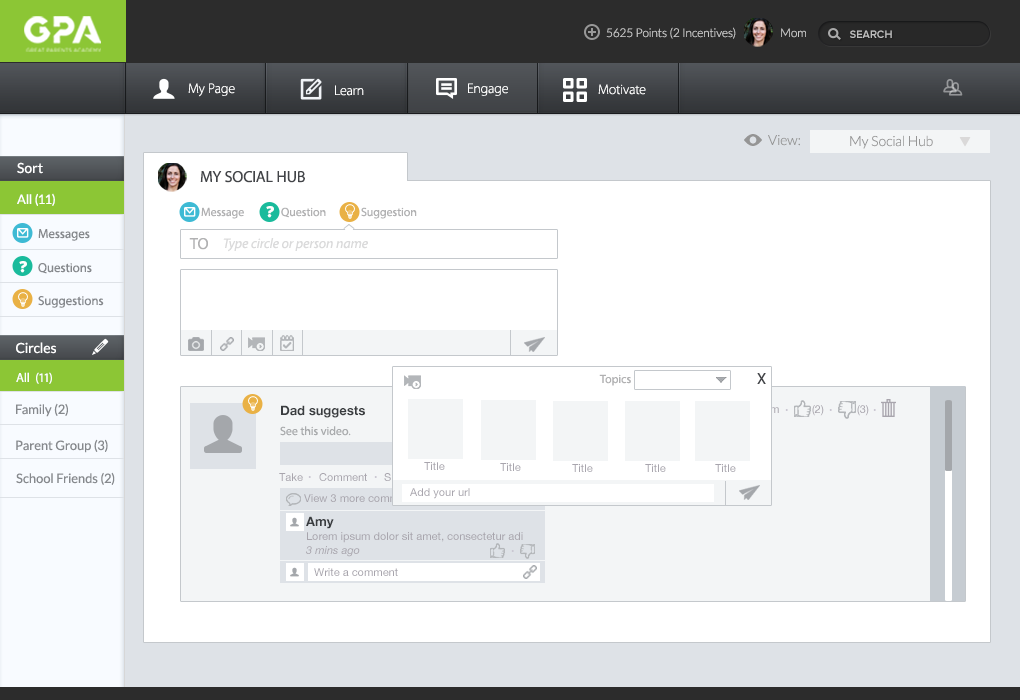 GPA
GREAT PARENTS ACADEMY
5625 Points (2 Incentives)
Mom
SEARCH
My Page
Learn
Engage
Motivate
View:
My Social Hub
Sort
All (11)
Messages
Questions
Suggestions
Circles
All (11)
Family (2)
Parent Group (3)
School Friends (2)
MY SOCIAL HUB
Message
Question
Suggestion
TO
Type circle or person name
Topics
X
Title
Title
Title
Title
Title
Add your url
Dad suggests
m · (2) · (3) ·
See this video.
Take · Comment · S
View 3 more com
Amy
Lorem ipsum dolor sit amet, consectetur adi
3 mins ago
Write a comment